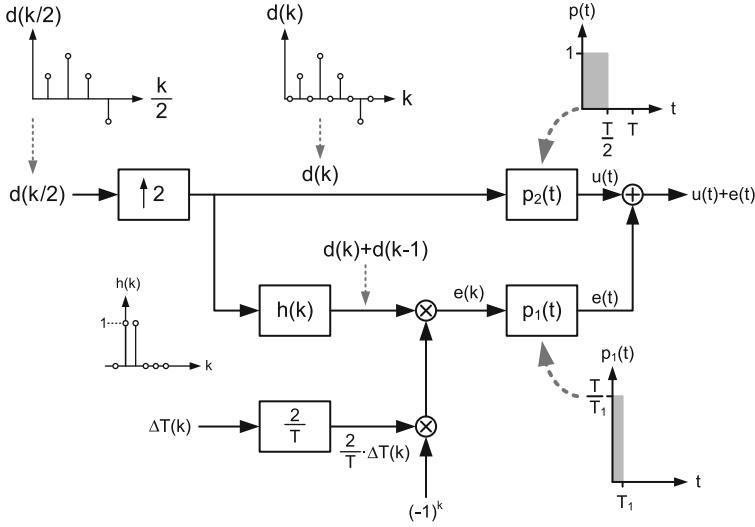 d(k/2)
k
2
d(k)
k
p(t)
1
t
T
2
T
d(k/2)
↑ 2
d(k)
p₂(t)
u(t)
+
u(t)+e(t)
d(k)+d(k-1)
h(k)
1
k
h(k)
×
e(k)
p₁(t)
e(t)
p₁(t)
T
T₁
t
T₁
ΔT(k)
2
T
2/T · ΔT(k)
×
(-1)ᵏ